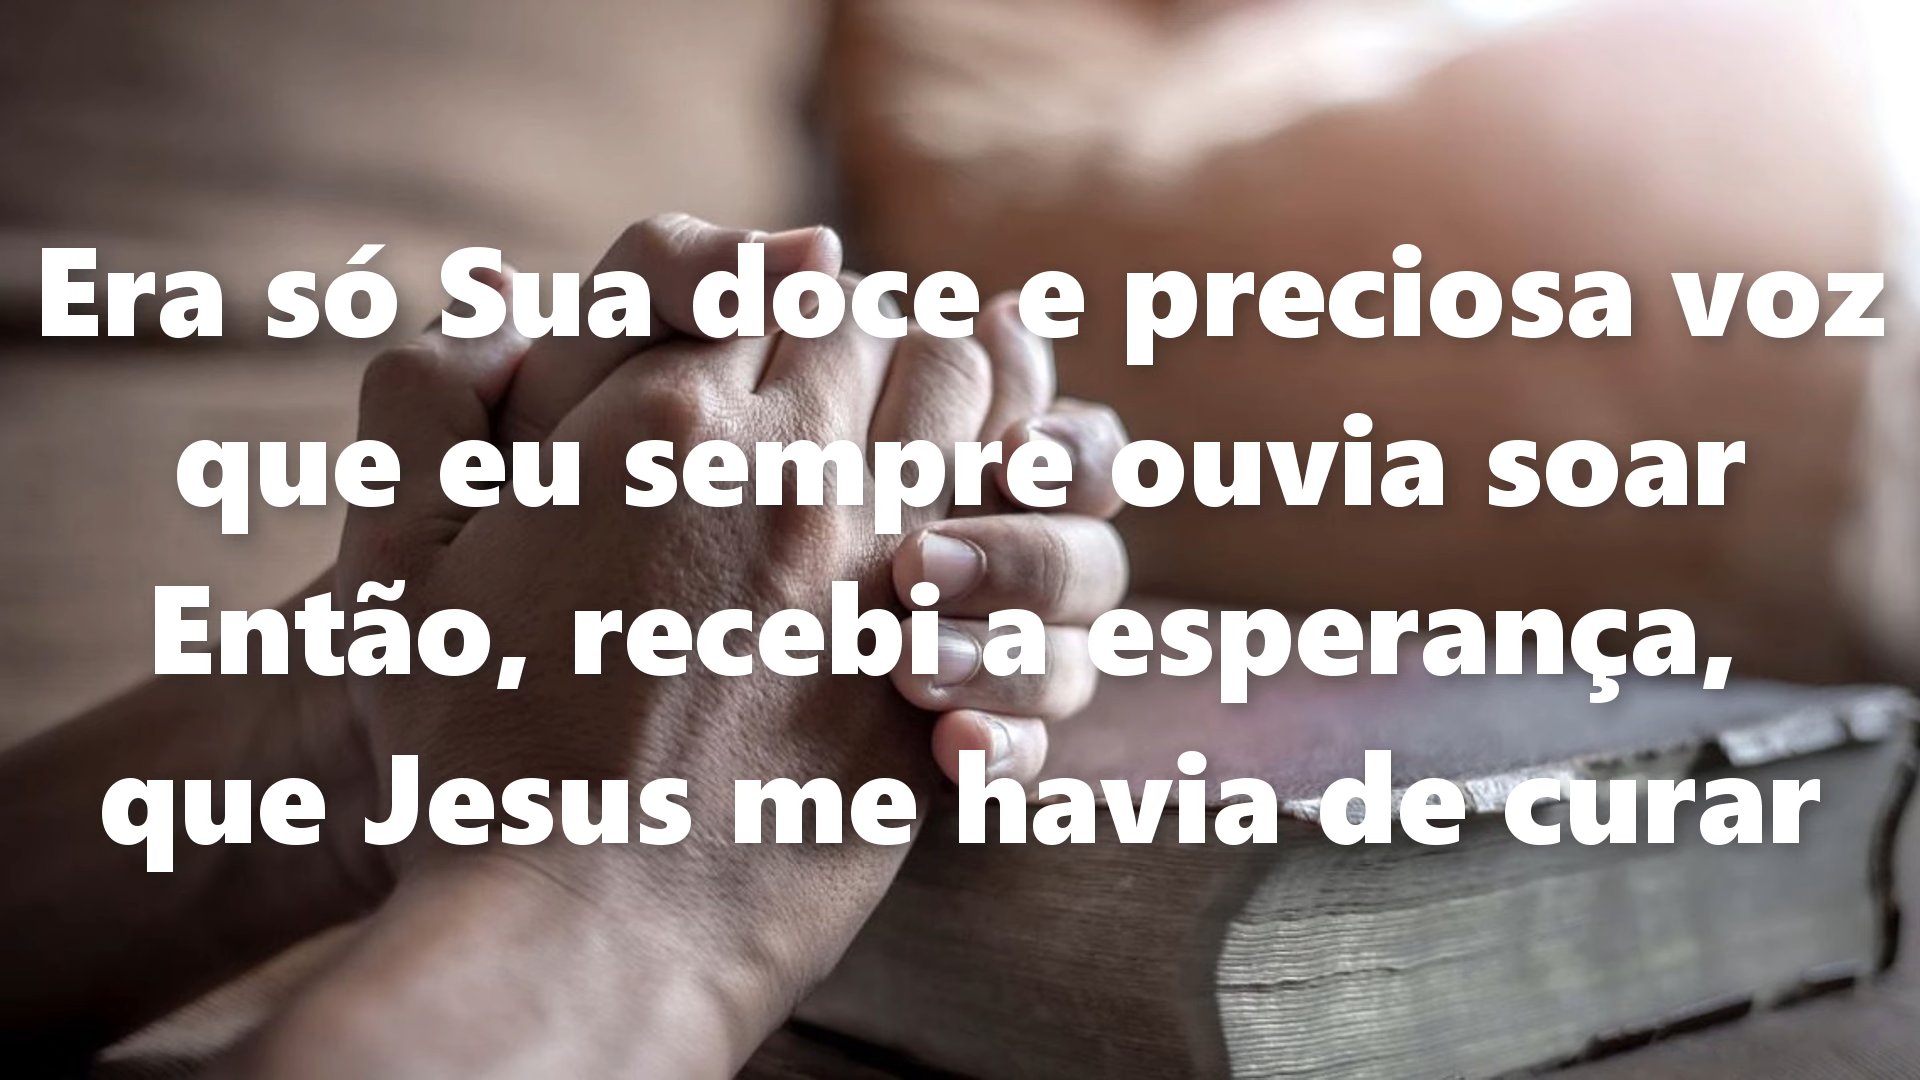 Era só Sua doce e preciosa voz
que eu sempre ouvia soar
Então, recebi a esperança,
que Jesus me havia de curar